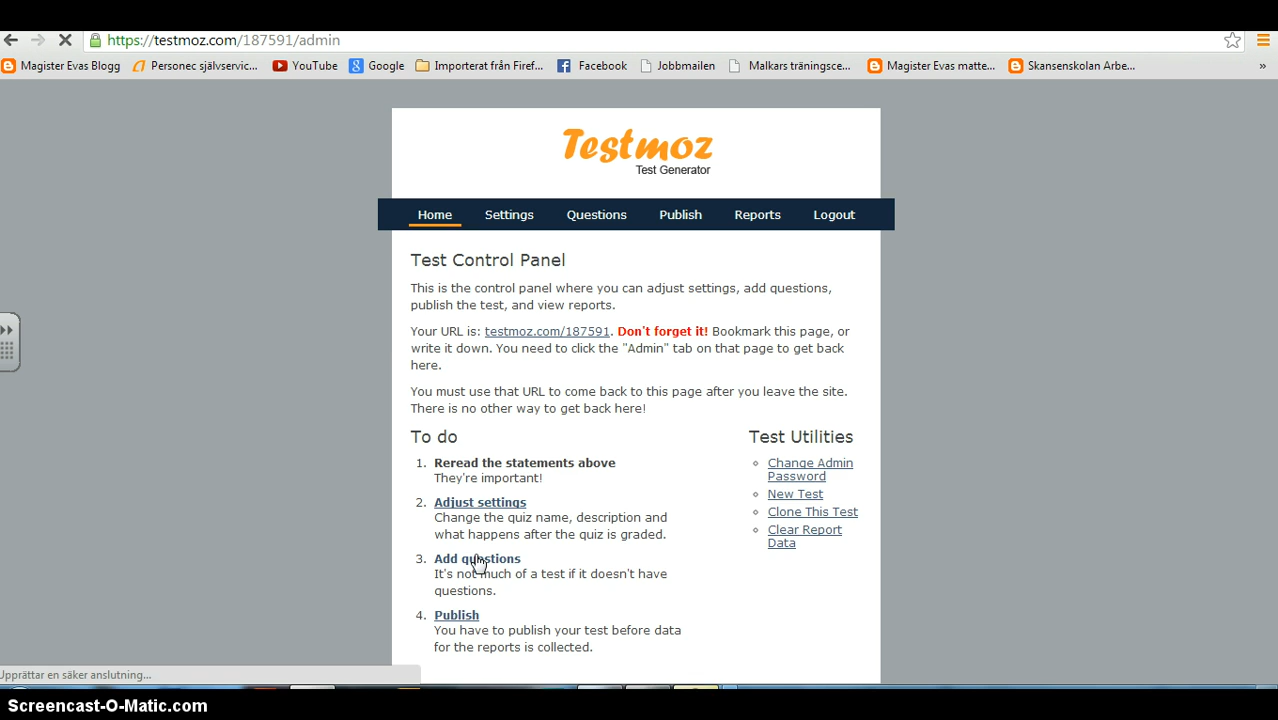 https://testmoz.com/187591/admin
Magister Evas Blogg Personec självservic... YouTube Google Importerat från Firef... Facebook Jobbmailen Malkars träningsce... Magister Evas matte... Skansenskolan Arbe... »
Testmoz
Test Generator
Home Settings Questions Publish Reports Logout
Test Control Panel
This is the control panel where you can adjust settings, add questions,
publish the test, and view reports.
Your URL is: testmoz.com/187591. Don't forget it! Bookmark this page, or
write it down. You need to click the "Admin" tab on that page to get back
here.
You must use that URL to come back to this page after you leave the site.
There is no other way to get back here!
To do
1. Reread the statements above
They're important!
2. Adjust settings
Change the quiz name, description and
what happens after the quiz is graded.
3. Add questions
It's not much of a test if it doesn't have
questions.
4. Publish
You have to publish your test before data
for the reports is collected.
Test Utilities
Change Admin
Password
New Test
Clone This Test
Clear Report
Data
Upprättar en säker anslutning...
Screencast-O-Matic.com